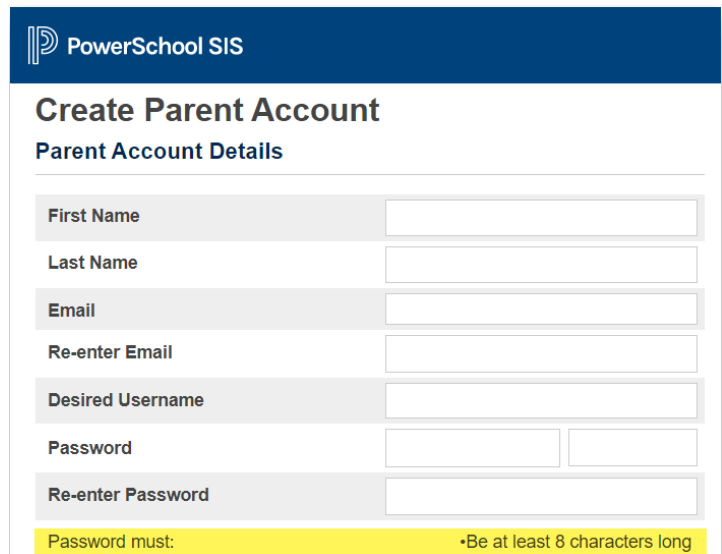 PowerSchool SIS
Create Parent Account
Parent Account Details
First Name
Last Name
Email
Re-enter Email
Desired Username
Password
Re-enter Password
Password must: •Be at least 8 characters long